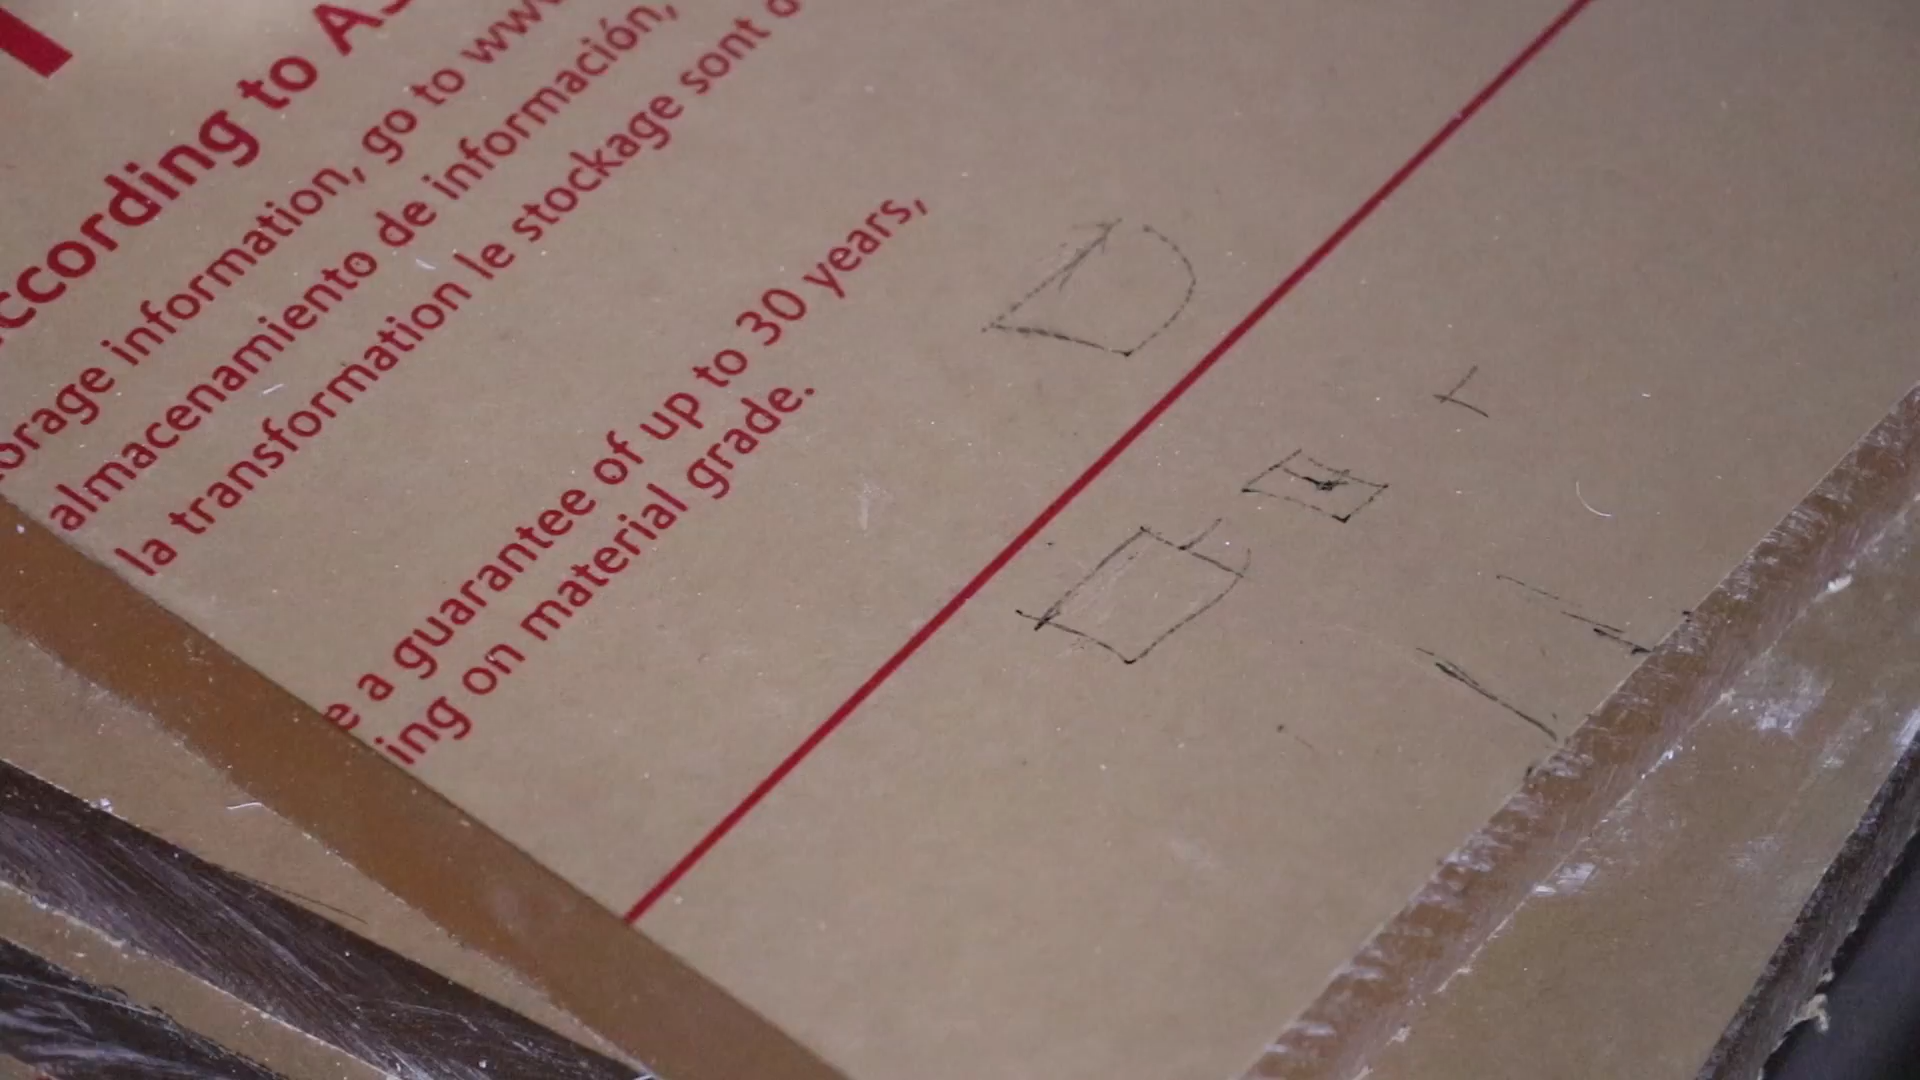 ccording to AS
orage information, go to www
almacenamiento de información,
la transformation le stockage sont
e a guarantee of up to 30 years,
ing on material grade.